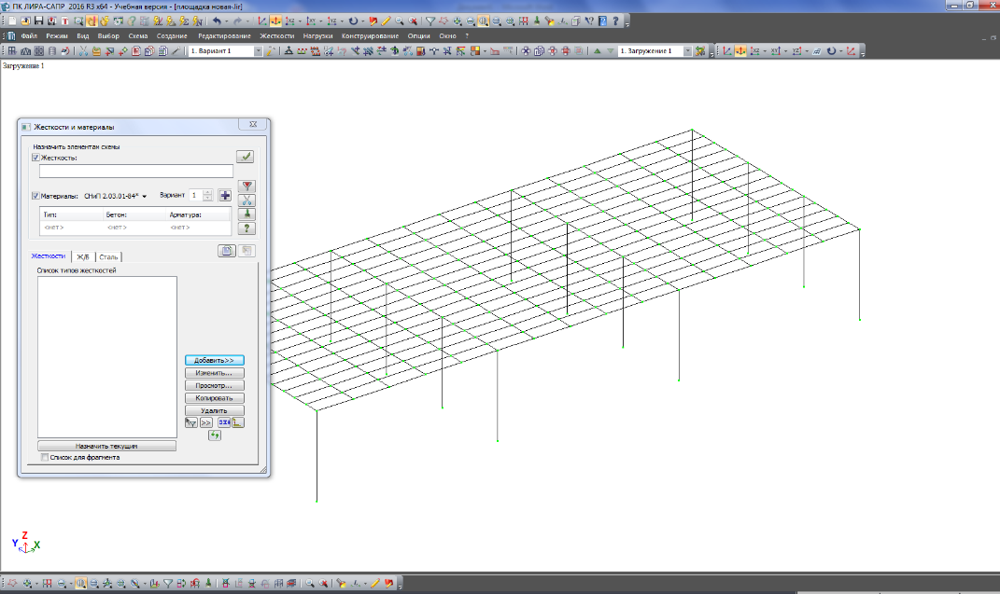 ПК ЛИРА-САПР 2016 R3 x64 - Учебная версия - [площадка новая.lir]
Файл Режим Вид Выбор Схема Создание Редактирование Жесткости Нагрузки Конструирование Опции Окно ?
1. Вариант 1 1. Загружение 1
Загружение 1
Жесткости и материалы
Назначить элементам схемы
Жесткость:
Материалы: СНиП 2.03.01-84* Вариант 1
Тип: Бетон: Арматура:
<нет> <нет> <нет>
Жесткости Ж/Б Сталь
Список типов жесткостей
Добавить>>
Изменить...
Просмотр...
Копировать
Удалить
>>
Назначить текущим
Список для фрагмента
Z
Y X